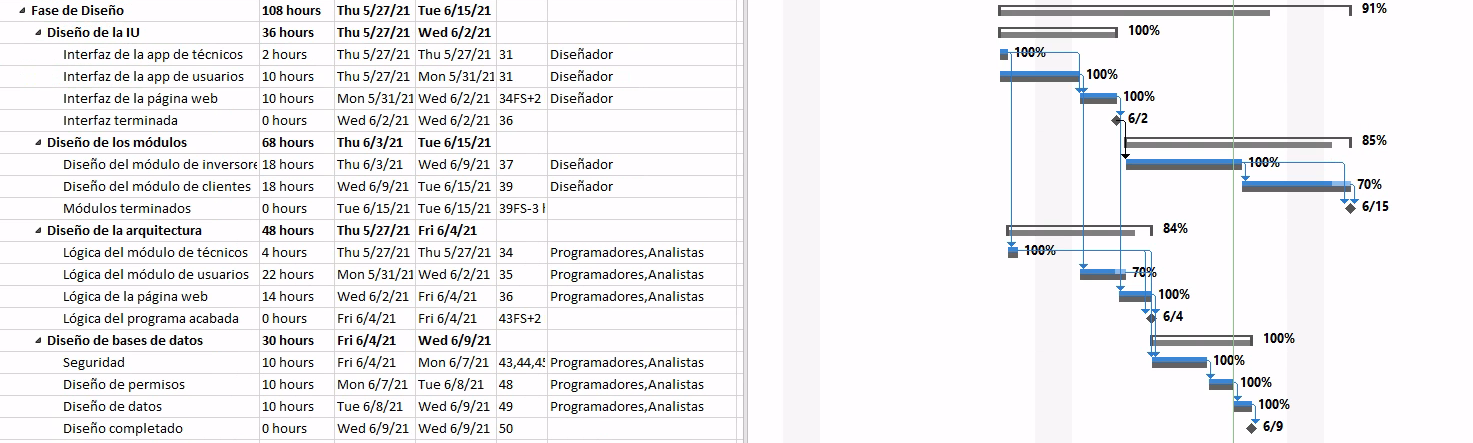 Fase de Diseño 108 hours Thu 5/27/21 Tue 6/15/21 91%
Diseño de la IU 36 hours Thu 5/27/21 Wed 6/2/21 100%
Interfaz de la app de técnicos 2 hours Thu 5/27/21 Thu 5/27/21 31 Diseñador 100%
Interfaz de la app de usuarios 10 hours Thu 5/27/21 Mon 5/31/21 31 Diseñador 100%
Interfaz de la página web 10 hours Mon 5/31/21 Wed 6/2/21 34FS+2 Diseñador 100%
Interfaz terminada 0 hours Wed 6/2/21 Wed 6/2/21 36 6/2
Diseño de los módulos 68 hours Thu 6/3/21 Tue 6/15/21 85%
Diseño del módulo de inversore 18 hours Thu 6/3/21 Wed 6/9/21 37 Diseñador 100%
Diseño del módulo de clientes 18 hours Wed 6/9/21 Tue 6/15/21 39 Diseñador 70%
Módulos terminados 0 hours Tue 6/15/21 Tue 6/15/21 39FS-3 6/15
Diseño de la arquitectura 48 hours Thu 5/27/21 Fri 6/4/21 84%
Lógica del módulo de técnicos 4 hours Thu 5/27/21 Thu 5/27/21 34 Programadores,Analistas 100%
Lógica del módulo de usuarios 22 hours Mon 5/31/21 Wed 6/2/21 35 Programadores,Analistas 70%
Lógica de la página web 14 hours Wed 6/2/21 Fri 6/4/21 36 Programadores,Analistas 100%
Lógica del programa acabada 0 hours Fri 6/4/21 Fri 6/4/21 43FS+2 6/4
Diseño de bases de datos 30 hours Fri 6/4/21 Wed 6/9/21 100%
Seguridad 10 hours Fri 6/4/21 Mon 6/7/21 43,44,45 Programadores,Analistas 100%
Diseño de permisos 10 hours Mon 6/7/21 Tue 6/8/21 48 Programadores,Analistas 100%
Diseño de datos 10 hours Tue 6/8/21 Wed 6/9/21 49 Programadores,Analistas 100%
Diseño completado 0 hours Wed 6/9/21 Wed 6/9/21 50 6/9